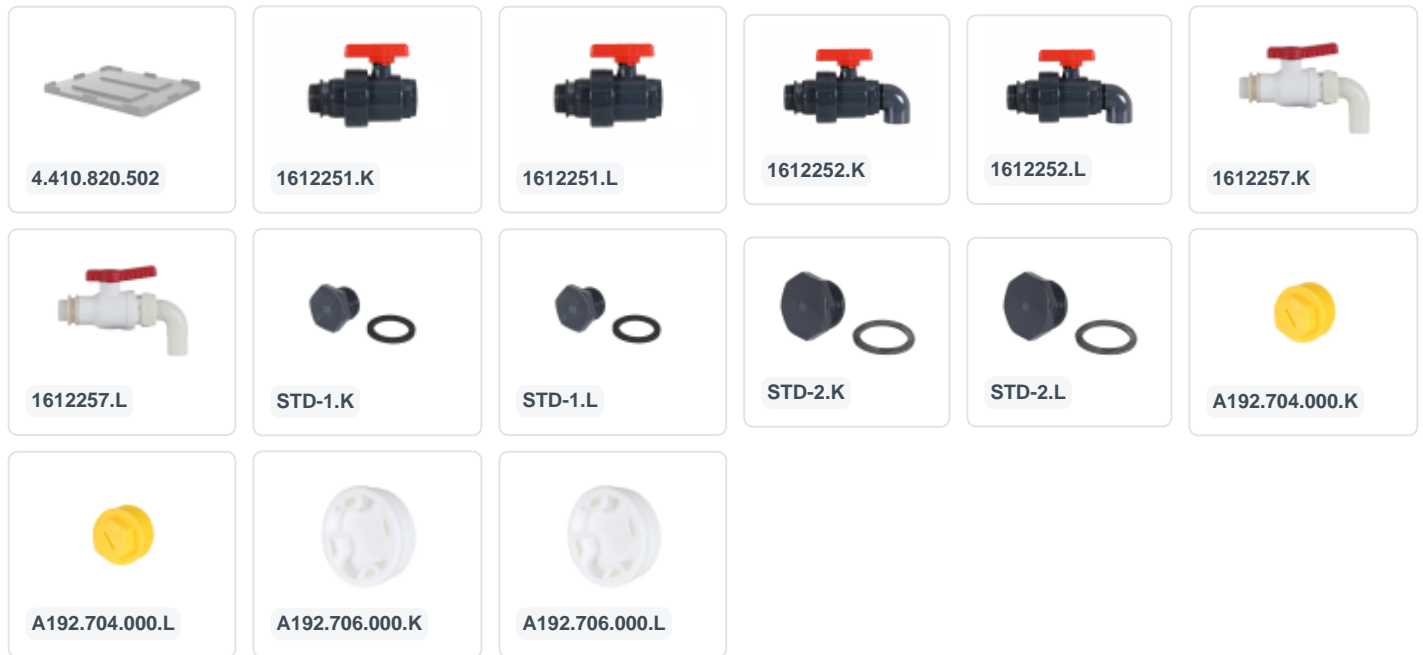 4.410.820.502
1612251.K
1612251.L
1612252.K
1612252.L
1612257.K
1612257.L
STD-1.K
STD-1.L
STD-2.K
STD-2.L
A192.704.000.K
A192.704.000.L
A192.706.000.K
A192.706.000.L